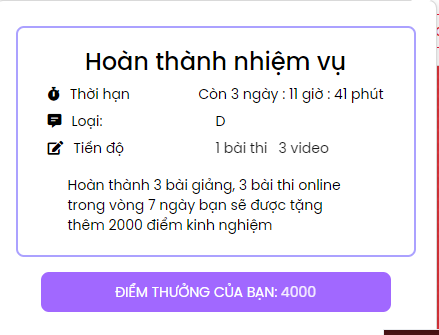 Hoàn thành nhiệm vụ
Thời hạn Còn 3 ngày : 11 giờ : 41 phút
Loại: D
Tiến độ 1 bài thi 3 video
Hoàn thành 3 bài giảng, 3 bài thi online
trong vòng 7 ngày bạn sẽ được tặng
thêm 2000 điểm kinh nghiệm
ĐIỂM THƯỞNG CỦA BẠN: 4000